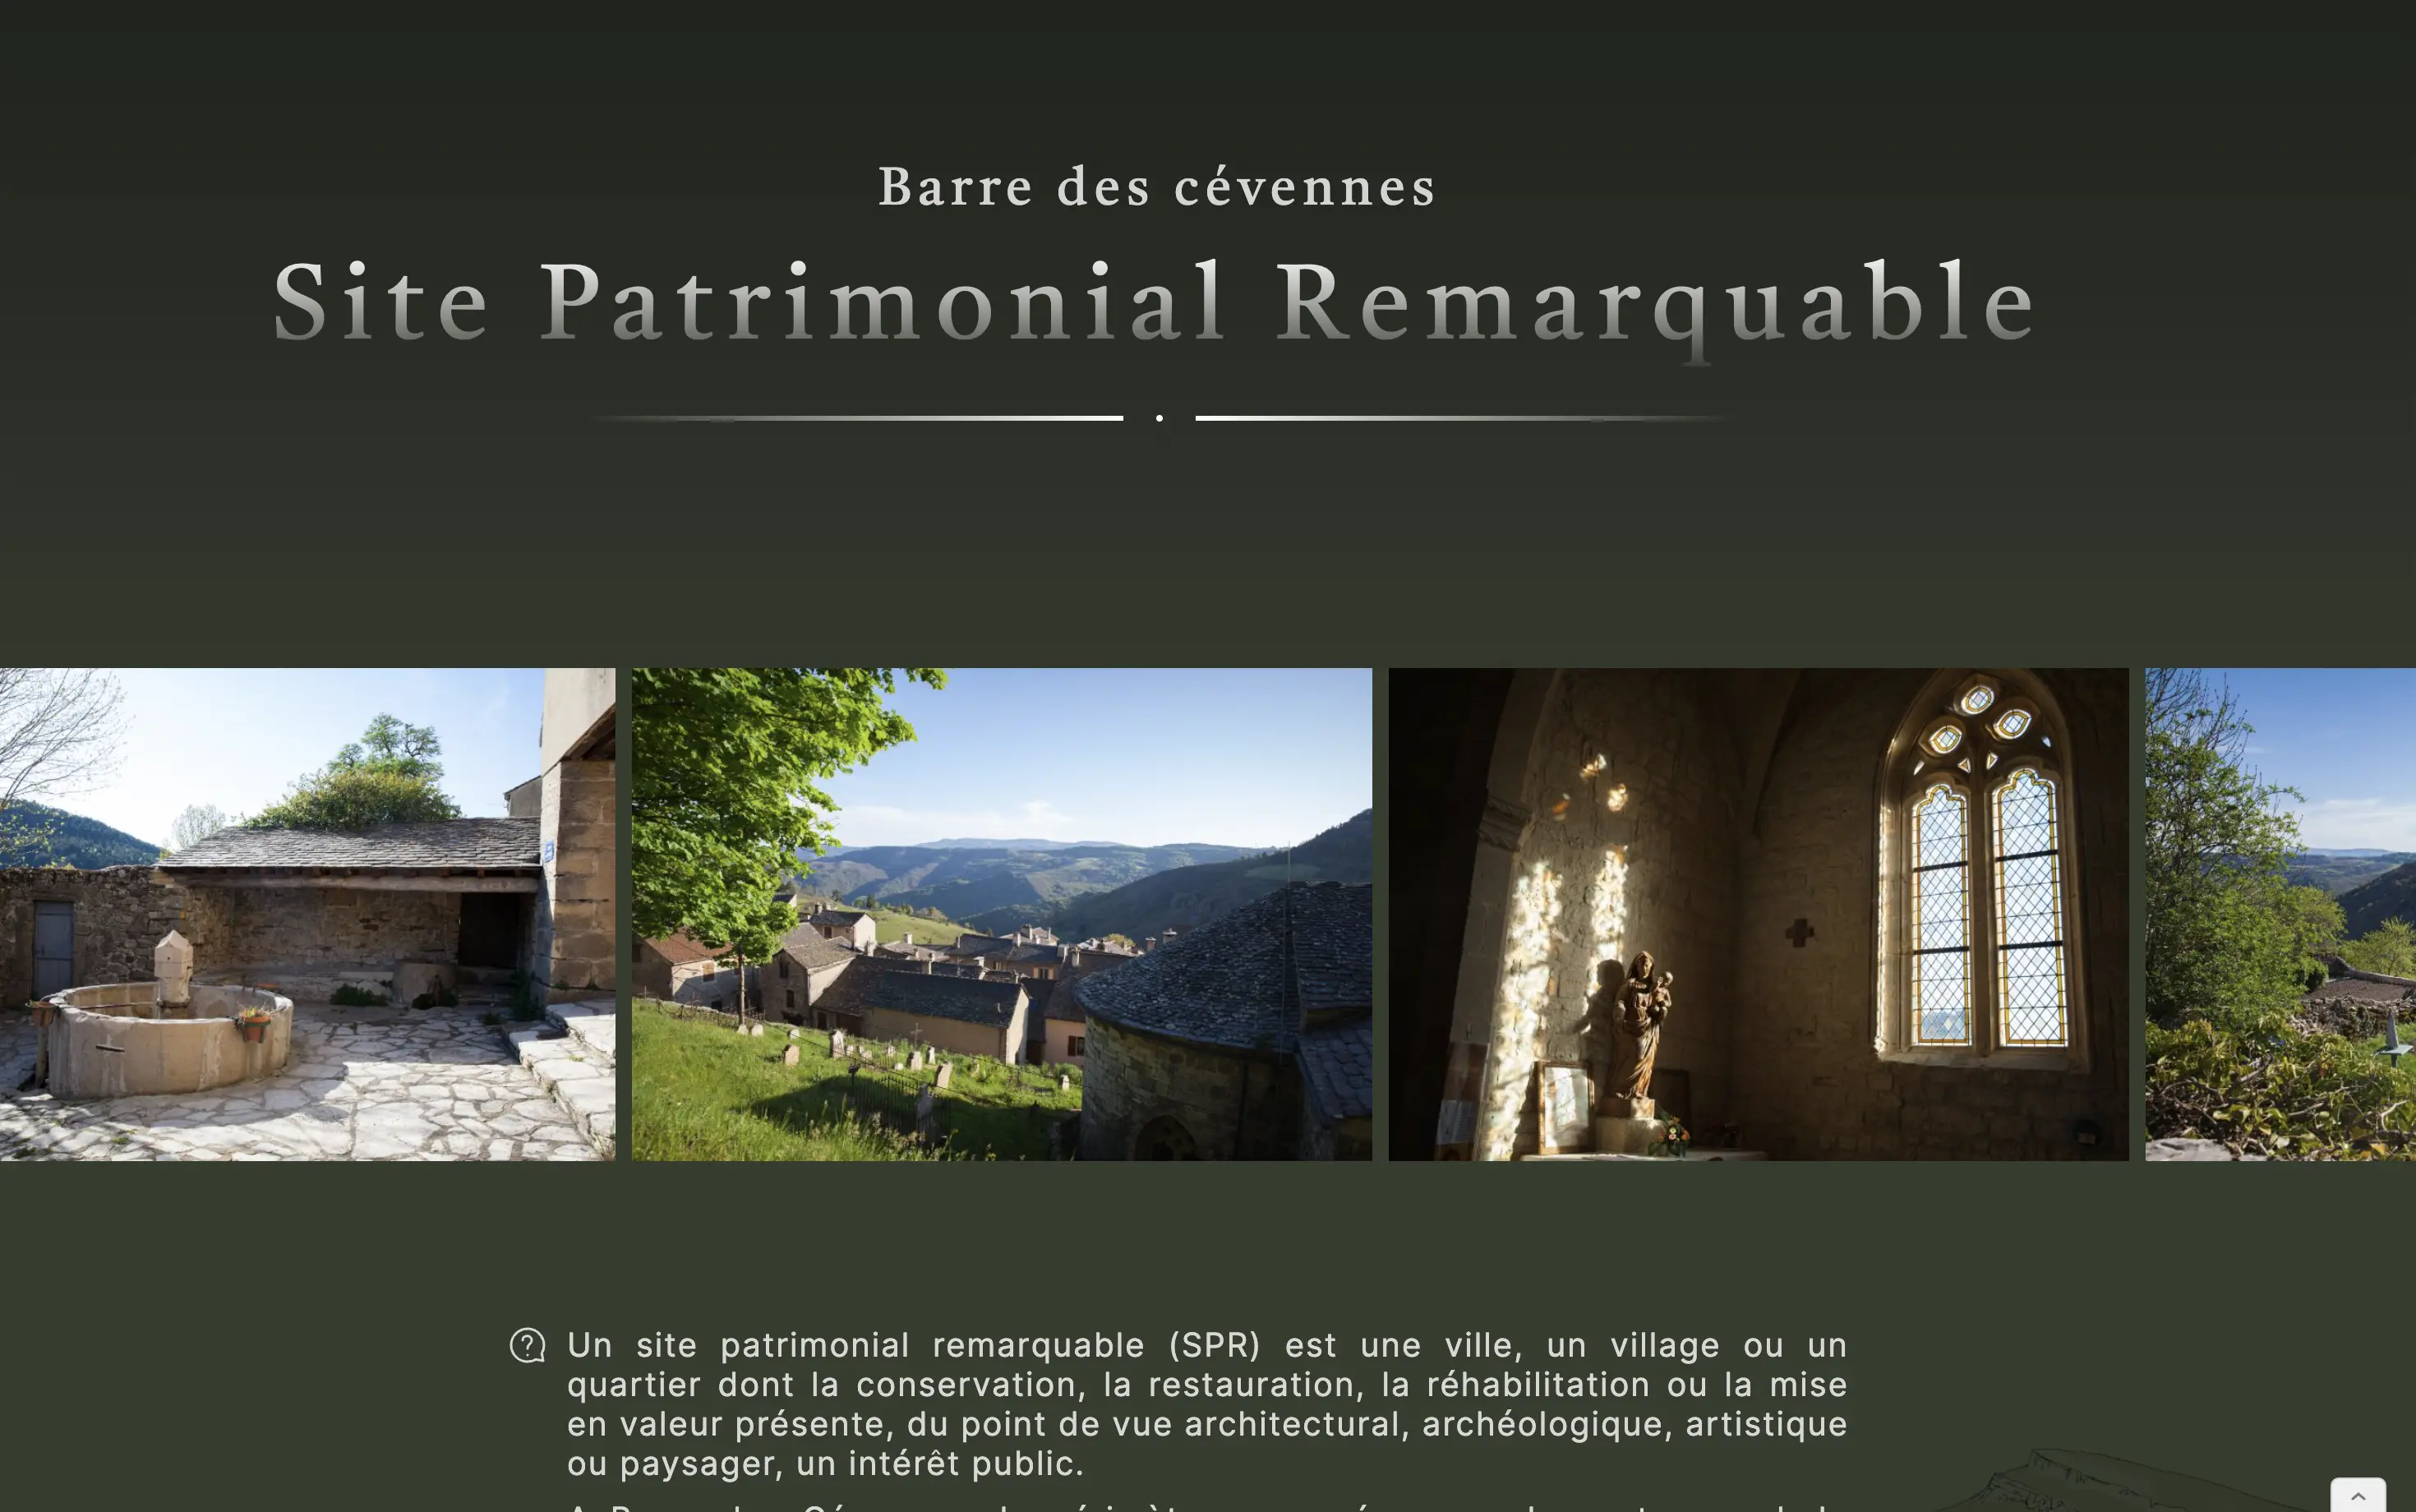 Barre des cévennes
Site Patrimonial Remarquable
Un site patrimonial remarquable (SPR) est une ville, un village ou un
quartier dont la conservation, la restauration, la réhabilitation ou la mise
en valeur présente, du point de vue architectural, archéologique, artistique
ou paysager, un intérêt public.